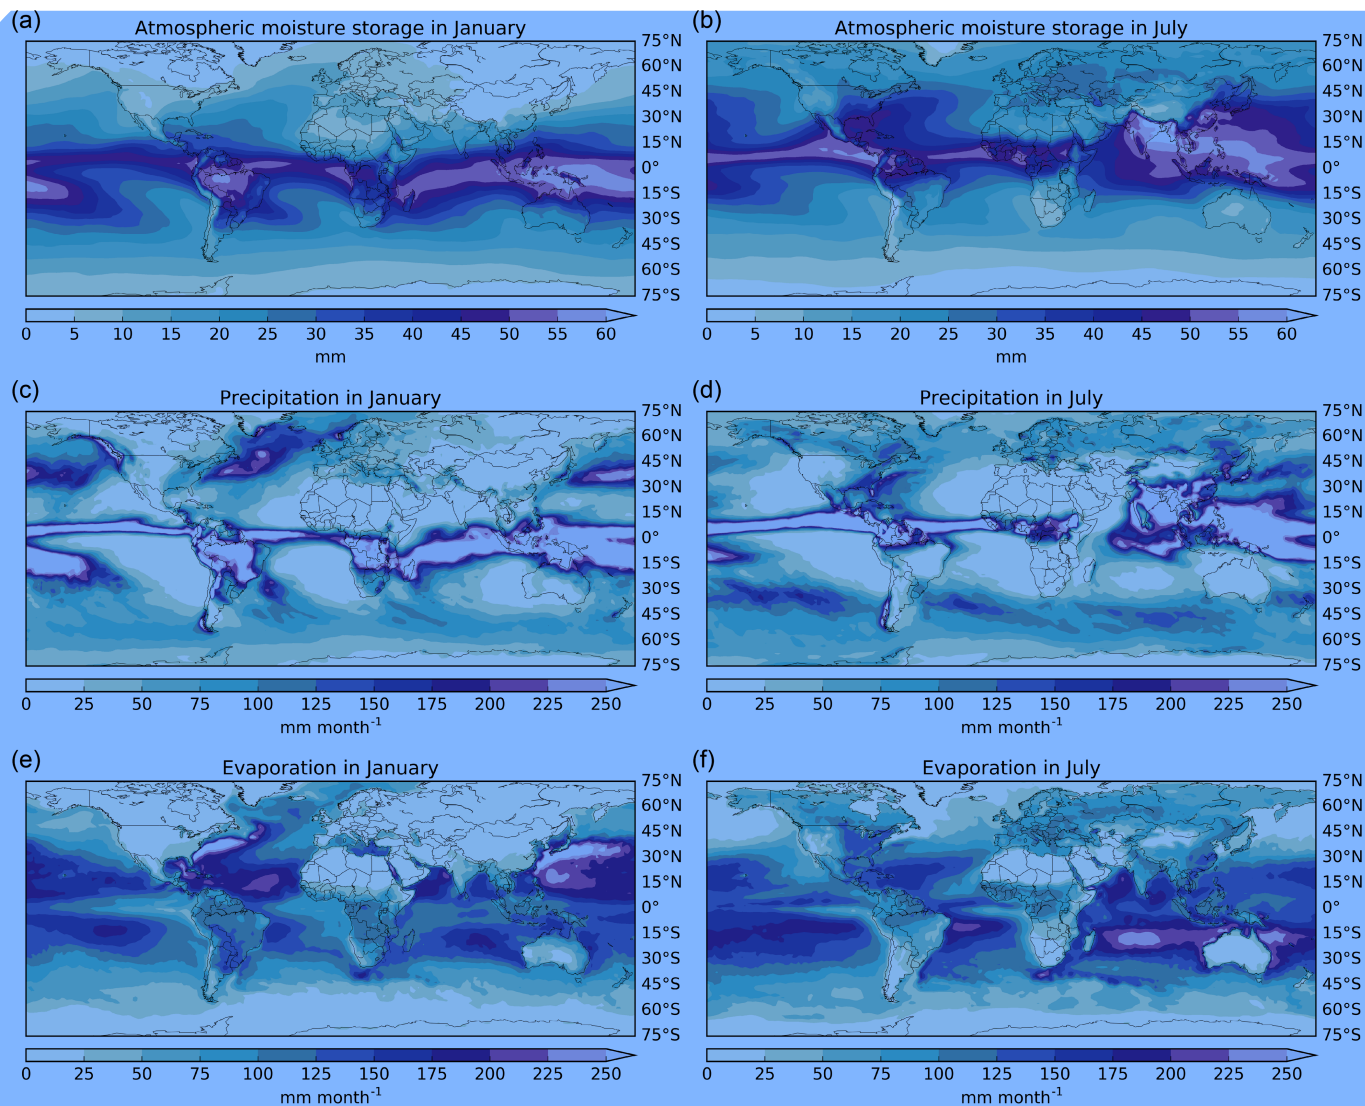 (a) (b)
Atmospheric moisture storage in January Atmospheric moisture storage in July
75°N 75°N
60°N 60°N
45°N 45°N
30°N 30°N
15°N 15°N
0° 0°
15°S 15°S
30°S 30°S
45°S 45°S
60°S 60°S
75°S 75°S
0 5 10 15 20 25 30 35 40 45 50 55 60 0 5 10 15 20 25 30 35 40 45 50 55 60
mm mm
(c) (d)
Precipitation in January Precipitation in July
75°N 75°N
60°N 60°N
45°N 45°N
30°N 30°N
15°N 15°N
0° 0°
15°S 15°S
30°S 30°S
45°S 45°S
60°S 60°S
75°S 75°S
0 25 50 75 100 125 150 175 200 225 250 0 25 50 75 100 125 150 175 200 225 250
mm month⁻¹ mm month⁻¹
(e) (f)
Evaporation in January Evaporation in July
75°N 75°N
60°N 60°N
45°N 45°N
30°N 30°N
15°N 15°N
0° 0°
15°S 15°S
30°S 30°S
45°S 45°S
60°S 60°S
75°S 75°S
0 25 50 75 100 125 150 175 200 225 250 0 25 50 75 100 125 150 175 200 225 250
mm month⁻¹ mm month⁻¹